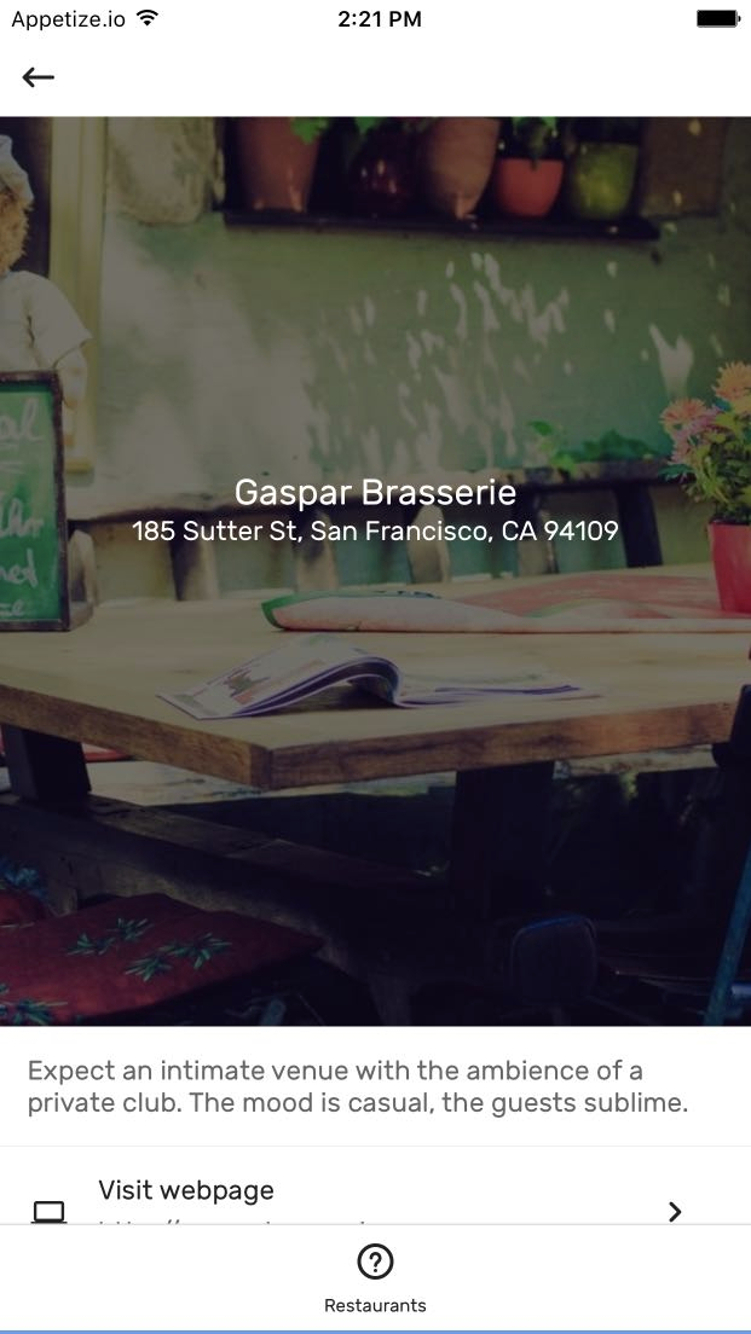 Appetize.io 2:21 PM
Gaspar Brasserie
185 Sutter St, San Francisco, CA 94109
Expect an intimate venue with the ambience of a
private club. The mood is casual, the guests sublime.
Visit webpage
Restaurants